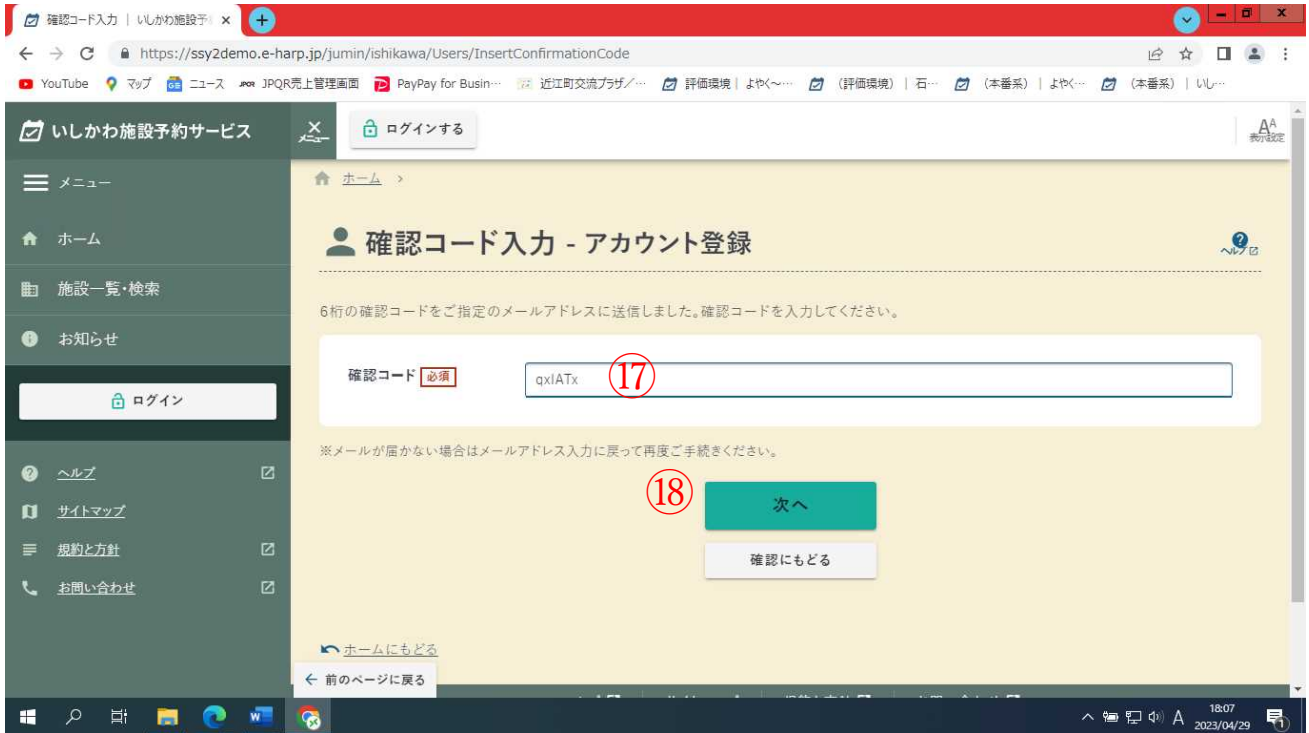 確認コード入力 | いしかわ施設予
https://ssy2demo.e-harp.jp/jumin/ishikawa/Users/InsertConfirmationCode
YouTube マップ ニュース JPQR売上管理画面 PayPay for Busin… 近江町交流プラザ/… 評価環境 | よやく～… (評価環境) | 石… (本番系) | よやく… (本番系) | いし…
いしかわ施設予約サービス
メニュー
ログインする
表示設定
メニュー
ホーム
施設一覧・検索
お知らせ
ログイン
ヘルプ
サイトマップ
規約と方針
お問い合わせ
ホーム ›
確認コード入力 - アカウント登録
ヘルプ
6桁の確認コードをご指定のメールアドレスに送信しました。確認コードを入力してください。
確認コード 必須
qxIATx
⑰
※メールが届かない場合はメールアドレス入力に戻って再度ご手続きください。
⑱
次へ
確認にもどる
ホームにもどる
← 前のページに戻る
A
18:07
2023/04/29